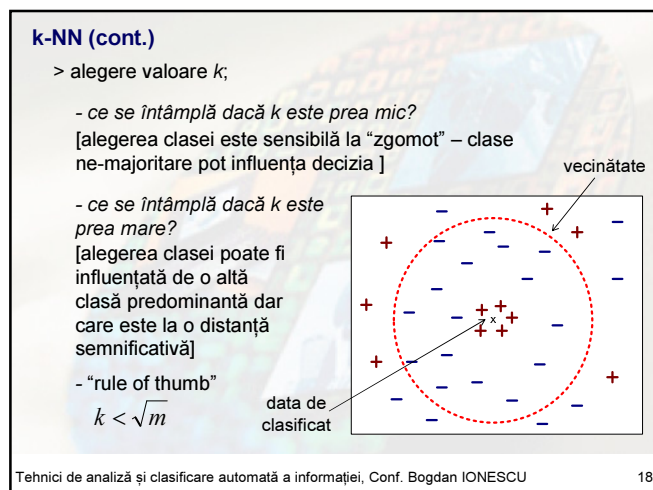 k-NN (cont.)
> alegere valoare k;
- ce se întâmplă dacă k este prea mic?
[alegerea clasei este sensibilă la “zgomot” – clase
ne-majoritare pot influența decizia ]
- ce se întâmplă dacă k este
prea mare?
[alegerea clasei poate fi
influențată de o altă
clasă predominantă dar
care este la o distanță
semnificativă]
- “rule of thumb”
k < √m
vecinătate
x
data de
clasificat
Tehnici de analiză și clasificare automată a informației, Conf. Bogdan IONESCU 18